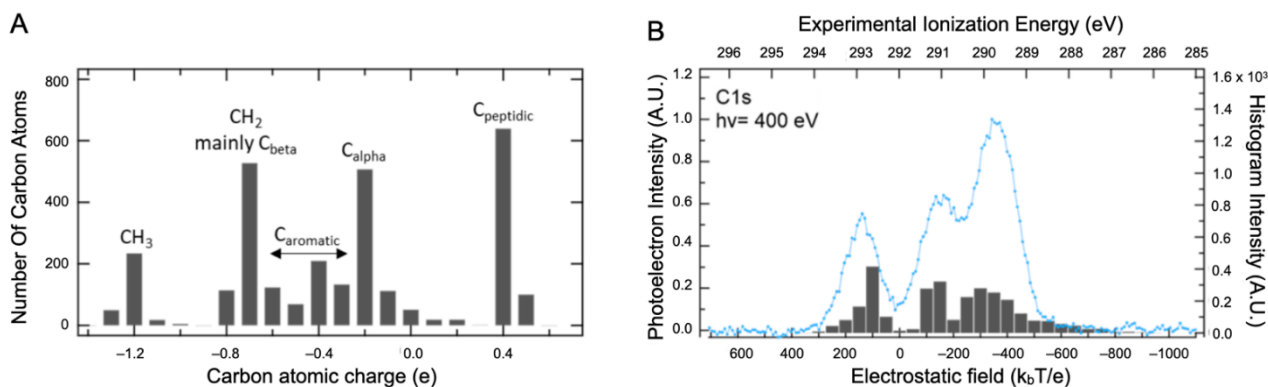 A
Number Of Carbon Atoms
800
600
400
200
0
CH3
CH2
mainly Cbeta
Caromatic
Calpha
Cpeptidic
−1.2
−0.8
−0.4
0.0
0.4
Carbon atomic charge (e)
B
Experimental Ionization Energy (eV)
296 295 294 293 292 291 290 289 288 287 286 285
Photoelectron Intensity (A.U.)
1.2
1.0
0.8
0.6
0.4
0.2
0.0
C1s
hν= 400 eV
1.6 x 10³
1.4
1.2
1.0
0.8
0.6
0.4
0.2
0.0
Histogram Intensity (A.U.)
600 400 200 0 −200 −400 −600 −800 −1000
Electrostatic field (kbT/e)